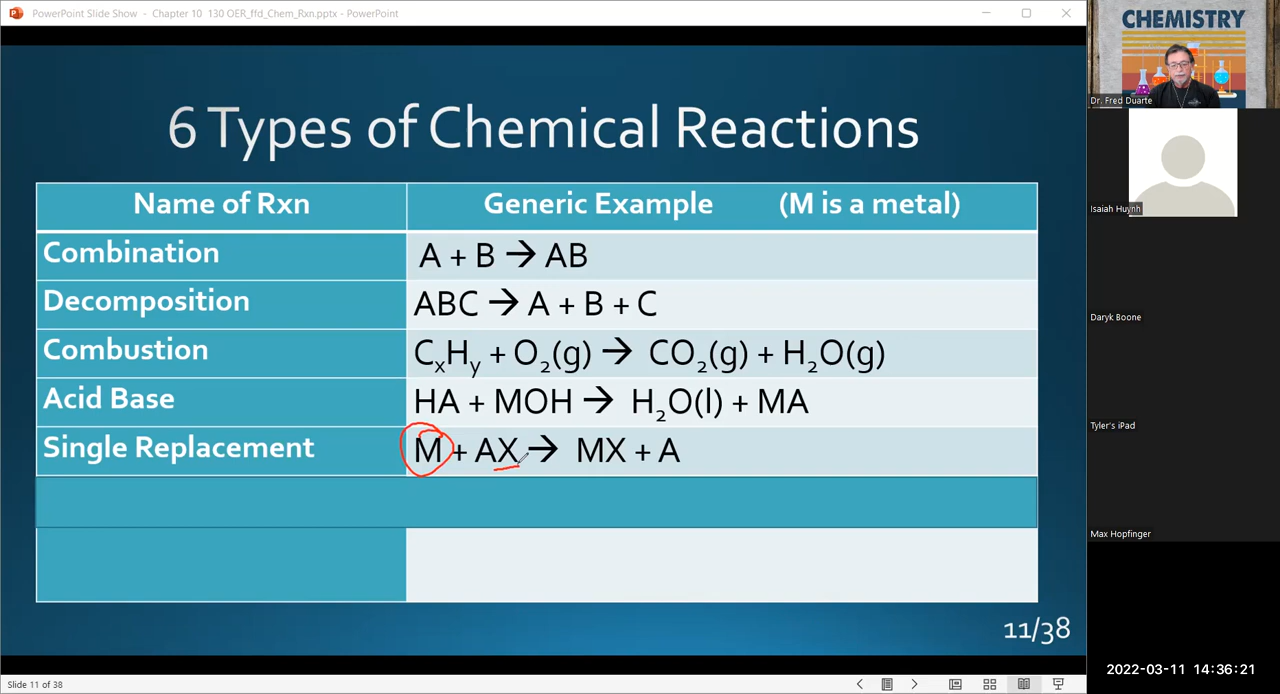 PowerPoint Slide Show - Chapter 10 130 OER_ffd_Chem_Rxn.pptx - PowerPoint
6 Types of Chemical Reactions
Name of Rxn Generic Example (M is a metal)
Combination A + B → AB
Decomposition ABC → A + B + C
Combustion CₓHᵧ + O₂(g) → CO₂(g) + H₂O(g)
Acid Base HA + MOH → H₂O(l) + MA
Single Replacement M + AX → MX + A
11/38
Slide 11 of 38
CHEMISTRY
Dr. Fred Duarte
Isaiah Huynh
Daryk Boone
Tyler's iPad
Max Hopfinger
2022-03-11 14:36:21